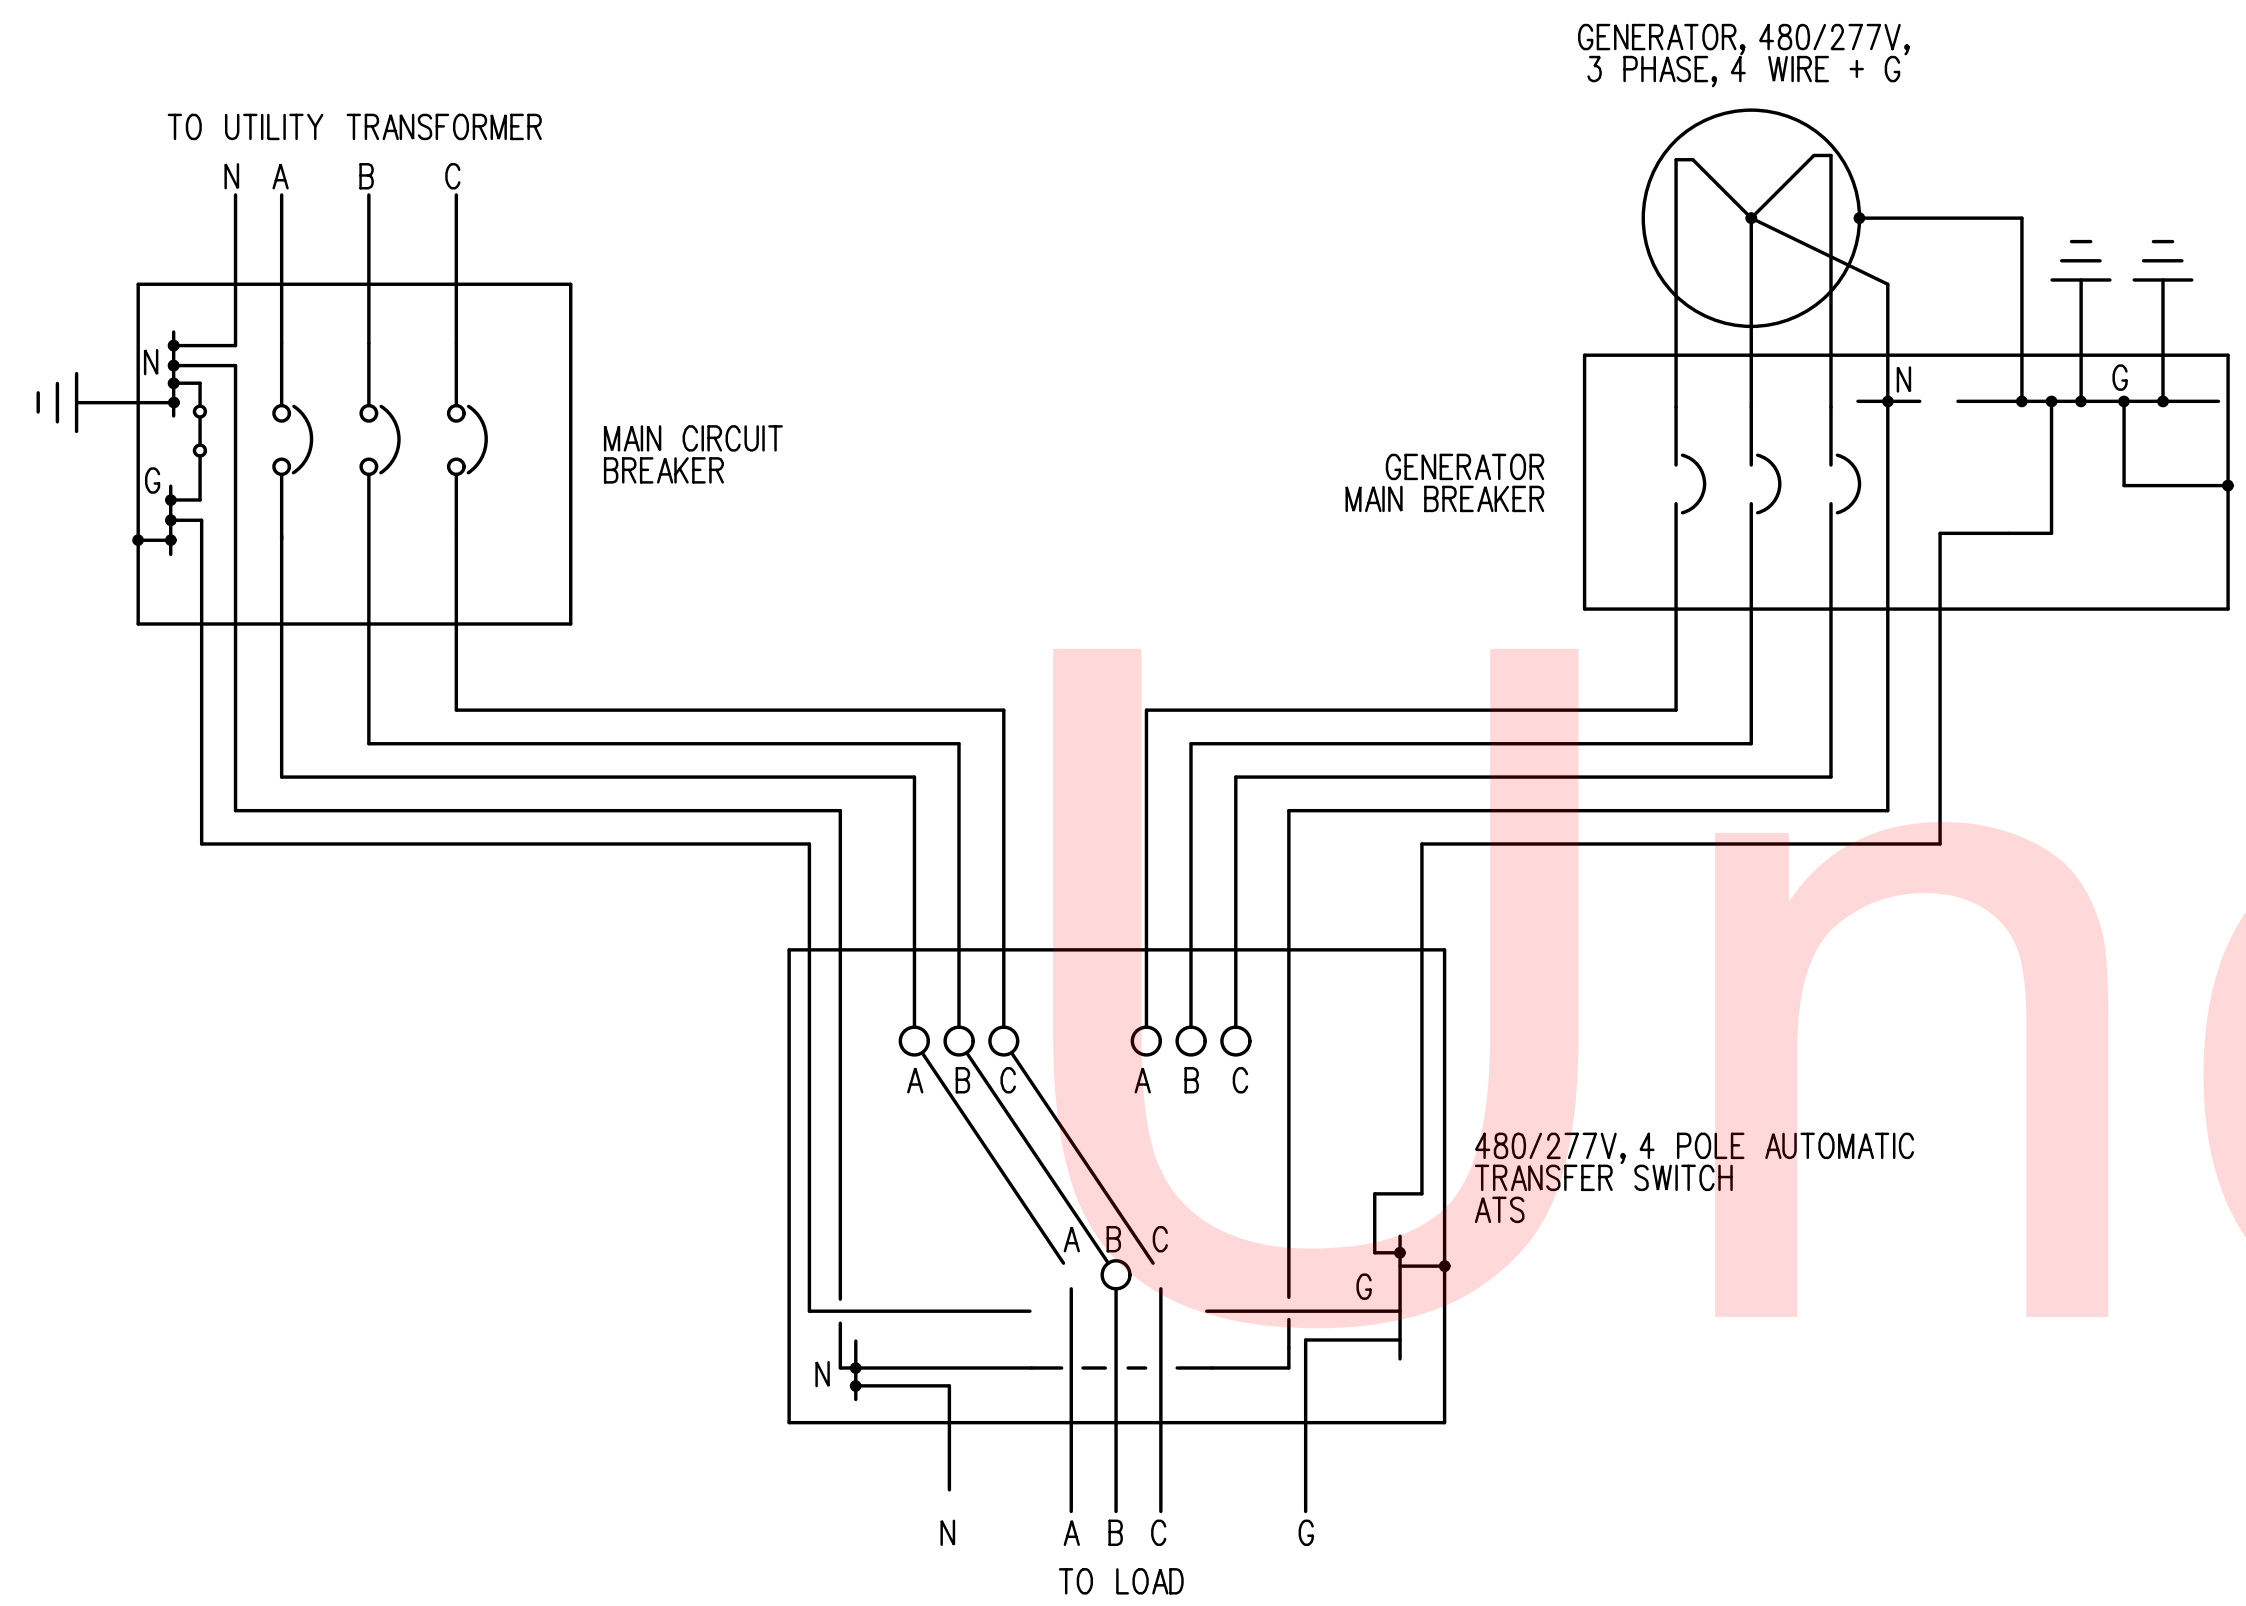 GENERATOR, 480/277V,
3 PHASE, 4 WIRE + G
TO UTILITY TRANSFORMER
N A B C
N
G
MAIN CIRCUIT
BREAKER
N
G
GENERATOR
MAIN BREAKER
A B C
A B C
480/277V, 4 POLE AUTOMATIC
TRANSFER SWITCH
ATS
A B C
G
N
N A B C G
TO LOAD